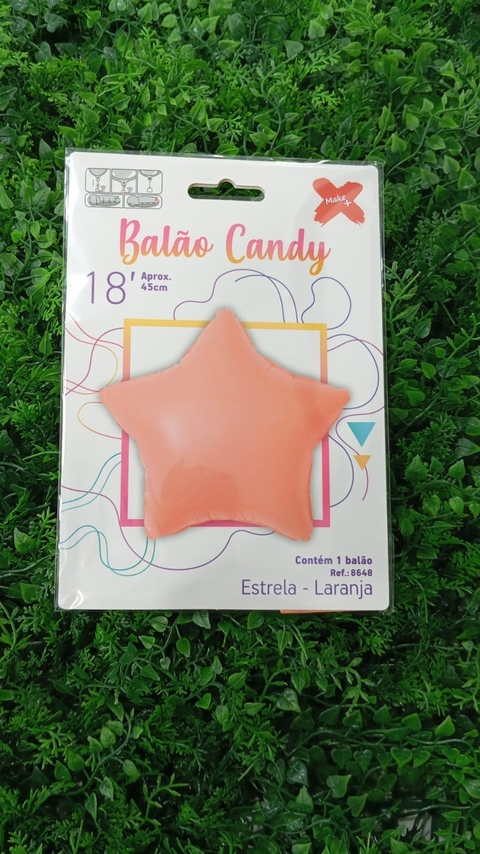 Make+
Balão Candy
18' Aprox.
45cm
Contém 1 balão
Ref.: 8648
Estrela - Laranja